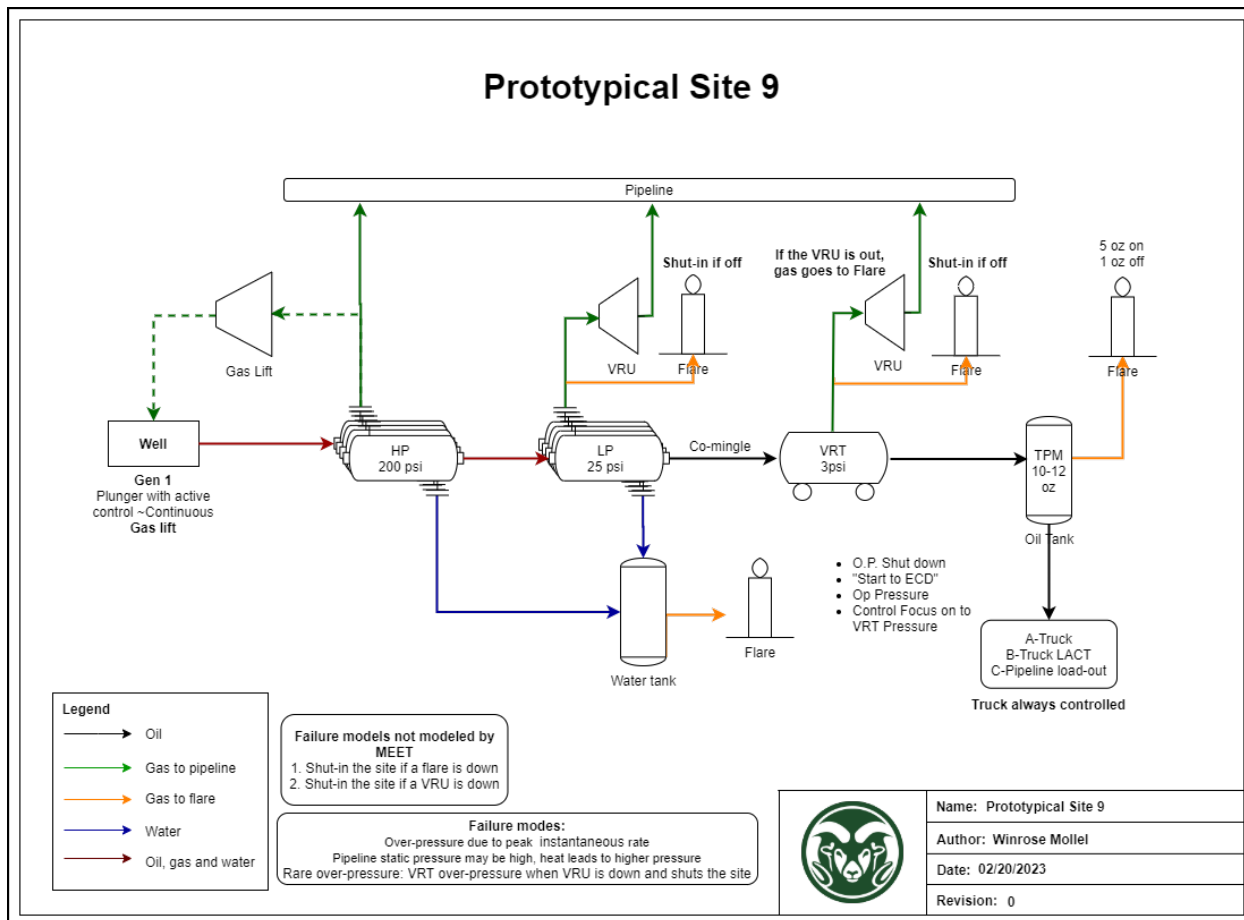 Prototypical Site 9
Pipeline
Shut-in if off
If the VRU is out,
gas goes to Flare
Shut-in if off
5 oz on
1 oz off
Gas Lift
VRU
Flare
VRU
Flare
Flare
Well
HP
200 psi
LP
25 psi
Co-mingle
VRT
3psi
TPM
10-12
oz
Oil Tank
Gen 1
Plunger with active
control ~Continuous
Gas lift
• O.P. Shut down
• "Start to ECD"
• Op Pressure
• Control Focus on to
VRT Pressure
Water tank
Flare
A-Truck
B-Truck LACT
C-Pipeline load-out
Truck always controlled
Legend
Oil
Gas to pipeline
Gas to flare
Water
Oil, gas and water
Failure models not modeled by
MEET
1. Shut-in the site if a flare is down
2. Shut-in the site if a VRU is down
Failure modes:
Over-pressure due to peak instantaneous rate
Pipeline static pressure may be high, heat leads to higher pressure
Rare over-pressure: VRT over-pressure when VRU is down and shuts the site
Name: Prototypical Site 9
Author: Winrose Mollel
Date: 02/20/2023
Revision: 0